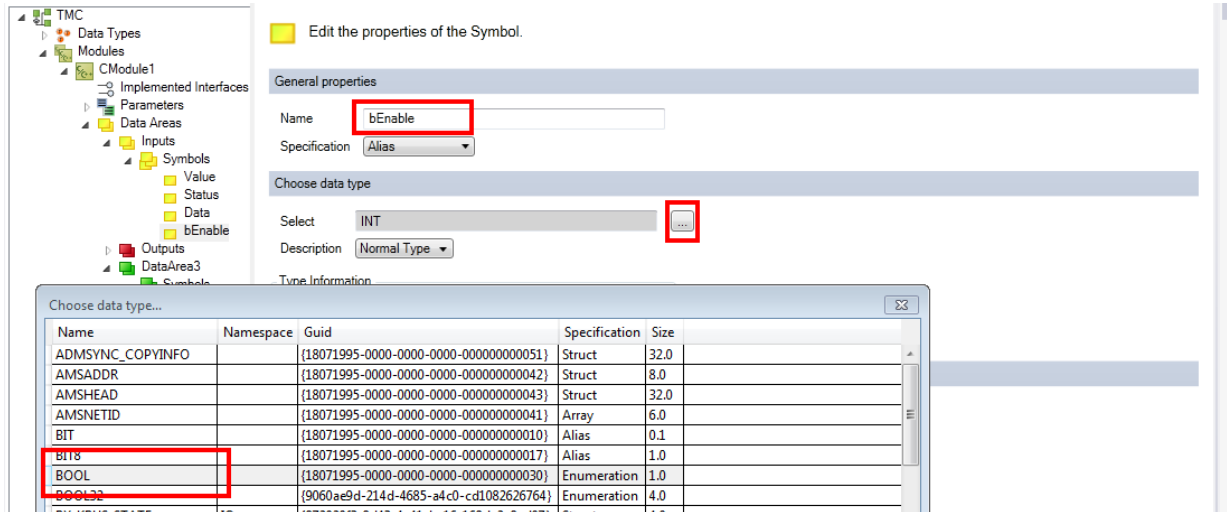 TMC
Data Types
Modules
CModule1
Implemented Interfaces
Parameters
Data Areas
Inputs
Symbols
Value
Status
Data
bEnable
Outputs
DataArea3
Symbols
Edit the properties of the Symbol.
General properties
Name bEnable
Specification Alias
Choose data type
Select INT ...
Description Normal Type
Type Information
Choose data type...
Name Namespace Guid Specification Size
ADMSYNC_COPYINFO {18071995-0000-0000-0000-000000000051} Struct 32.0
AMSADDR {18071995-0000-0000-0000-000000000042} Struct 8.0
AMSHEAD {18071995-0000-0000-0000-000000000043} Struct 32.0
AMSNETID {18071995-0000-0000-0000-000000000041} Array 6.0
BIT {18071995-0000-0000-0000-000000000010} Alias 0.1
BIT8 {18071995-0000-0000-0000-000000000017} Alias 1.0
BOOL {18071995-0000-0000-0000-000000000030} Enumeration 1.0
BOOL32 {9060ae9d-214d-4685-a4c0-cd1082626764} Enumeration 4.0